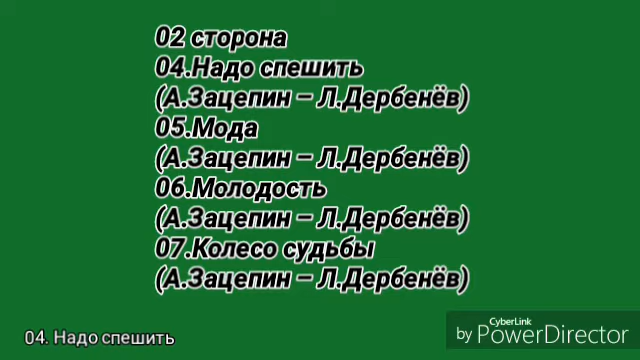 02 сторона
04.Надо спешить
(А.Зацепин – Л.Дербенёв)
05.Мода
(А.Зацепин – Л.Дербенёв)
06.Молодость
(А.Зацепин – Л.Дербенёв)
07.Колесо судьбы
(А.Зацепин – Л.Дербенёв)
04. Надо спешить
CyberLink
by PowerDirector